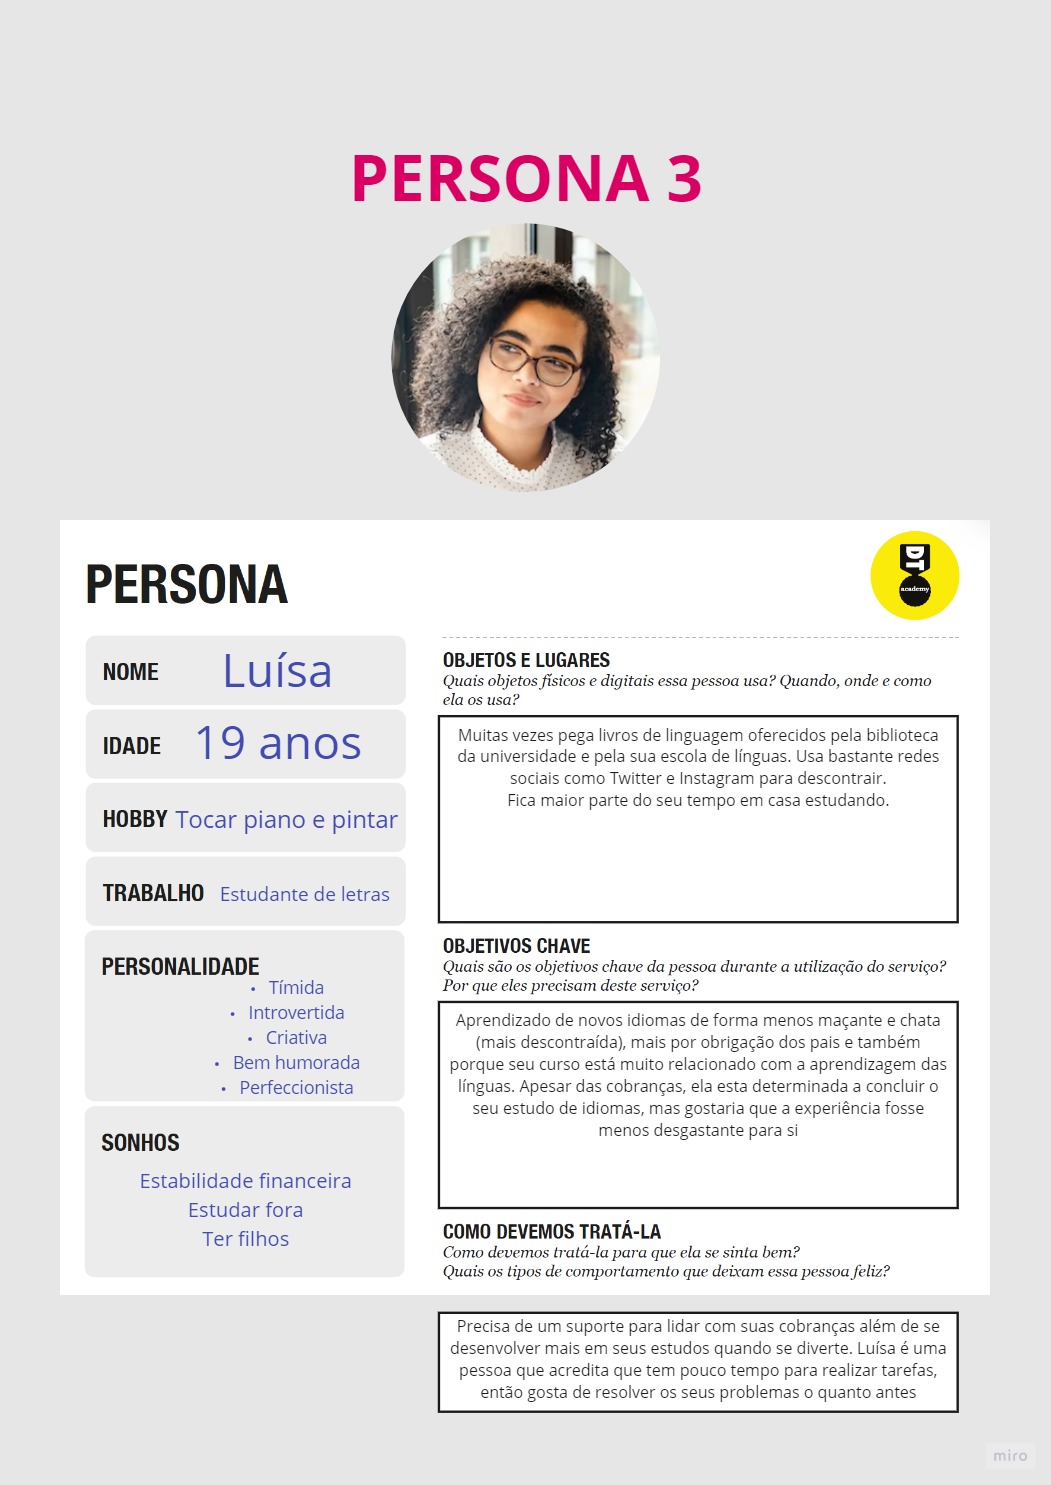 PERSONA 3
PERSONA
DT
academy
NOME Luísa
IDADE 19 anos
HOBBY Tocar piano e pintar
TRABALHO Estudante de letras
PERSONALIDADE
• Tímida
• Introvertida
• Criativa
• Bem humorada
• Perfeccionista
SONHOS
Estabilidade financeira
Estudar fora
Ter filhos
OBJETOS E LUGARES
Quais objetos físicos e digitais essa pessoa usa? Quando, onde e como
ela os usa?
Muitas vezes pega livros de linguagem oferecidos pela biblioteca
da universidade e pela sua escola de línguas. Usa bastante redes
sociais como Twitter e Instagram para descontrair.
Fica maior parte do seu tempo em casa estudando.
OBJETIVOS CHAVE
Quais são os objetivos chave da pessoa durante a utilização do serviço?
Por que eles precisam deste serviço?
Aprendizado de novos idiomas de forma menos maçante e chata
(mais descontraída), mais por obrigação dos pais e também
porque seu curso está muito relacionado com a aprendizagem das
línguas. Apesar das cobranças, ela esta determinada a concluir o
seu estudo de idiomas, mas gostaria que a experiência fosse
menos desgastante para si
COMO DEVEMOS TRATÁ-LA
Como devemos tratá-la para que ela se sinta bem?
Quais os tipos de comportamento que deixam essa pessoa feliz?
Precisa de um suporte para lidar com suas cobranças além de se
desenvolver mais em seus estudos quando se diverte. Luísa é uma
pessoa que acredita que tem pouco tempo para realizar tarefas,
então gosta de resolver os seus problemas o quanto antes
miro